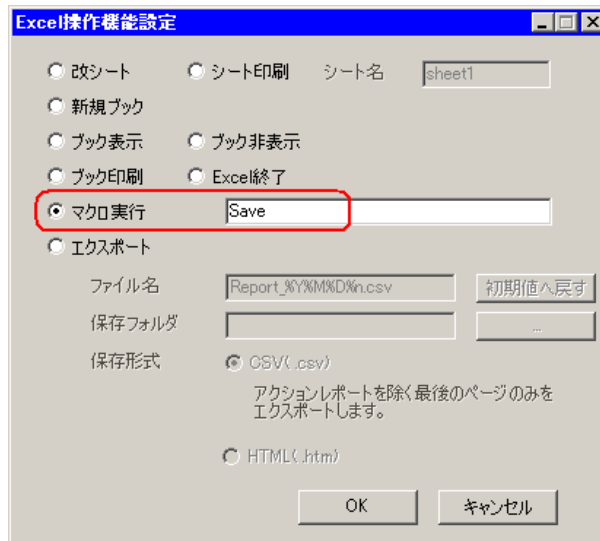 Excel操作機能設定
改シート シート印刷 シート名 sheet1
新規ブック
ブック表示 ブック非表示
ブック印刷 Excel終了
マクロ実行 Save
エクスポート
ファイル名 Report_%Y%M%D%n.csv 初期値へ戻す
保存フォルダ ...
保存形式 CSV(.csv)
アクションレポートを除く最後のページのみを
エクスポートします。
HTML(.htm)
OK キャンセル